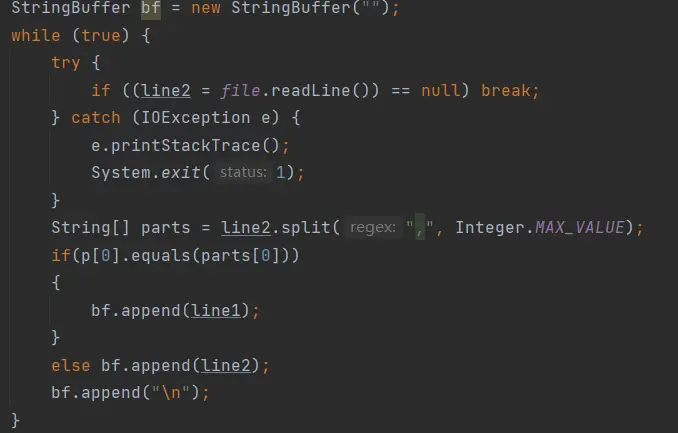 StringBuffer bf = new StringBuffer("");
while (true) {
    try {
        if ((line2 = file.readLine()) == null) break;
    } catch (IOException e) {
        e.printStackTrace();
        System.exit( status: 1);
    }
    String[] parts = line2.split( regex: ",", Integer.MAX_VALUE);
    if(p[0].equals(parts[0]))
    {
        bf.append(line1);
    }
    else bf.append(line2);
    bf.append("\n");
}